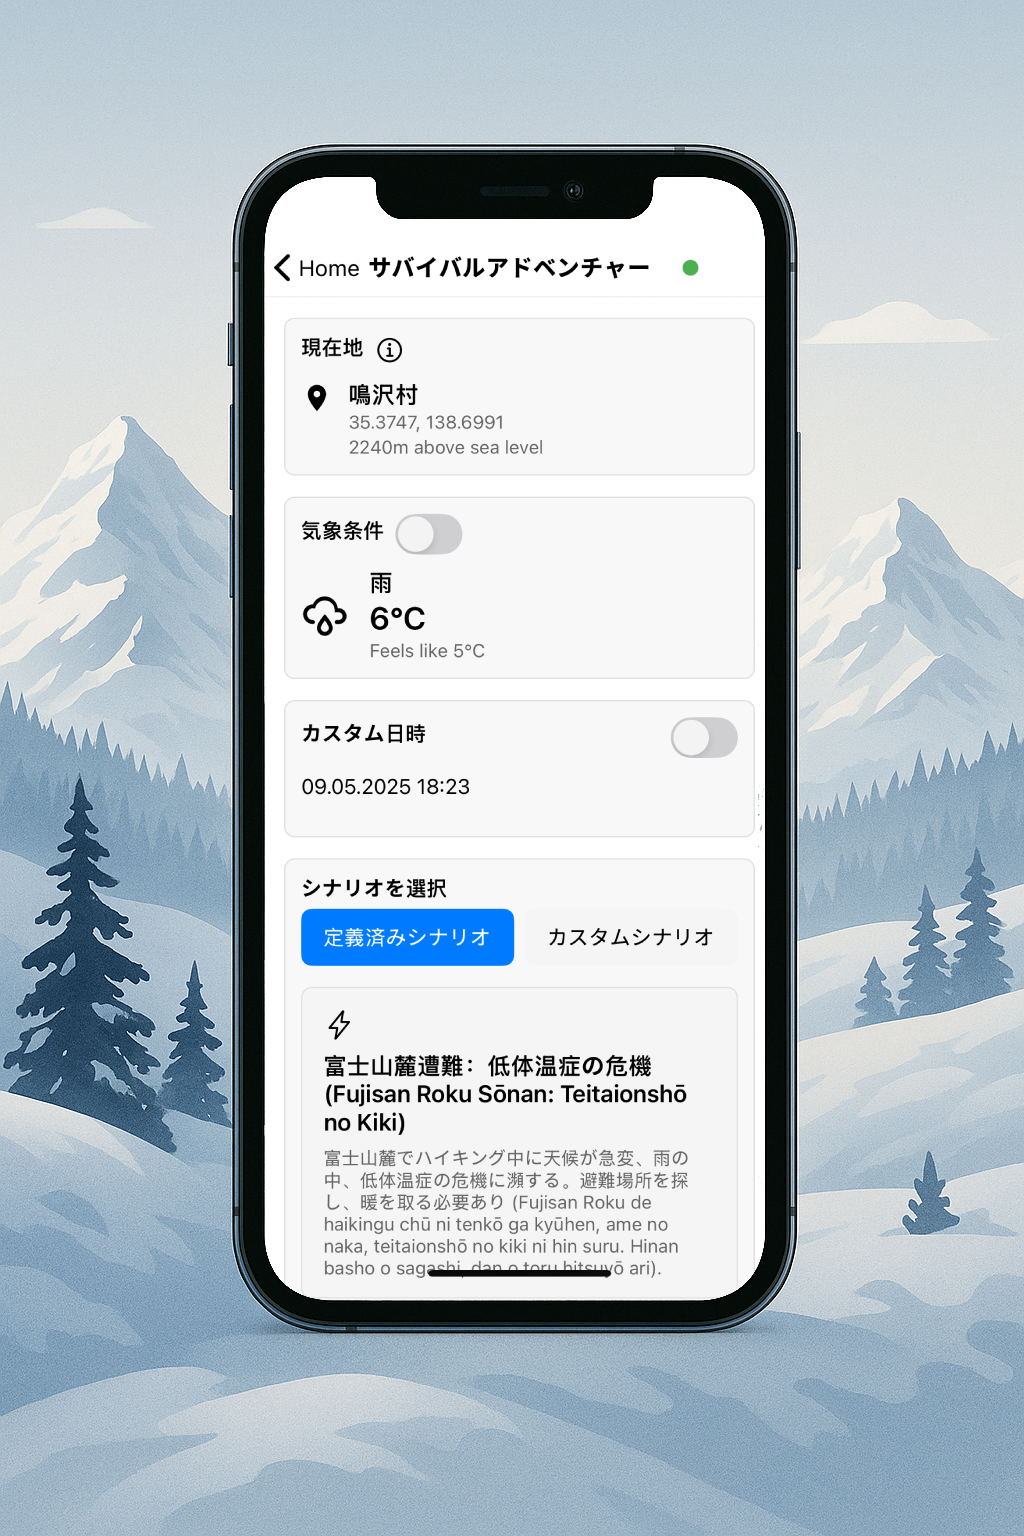 Home サバイバルアドベンチャー
現在地
鳴沢村
35.3747, 138.6991
2240m above sea level
気象条件
雨
6°C
Feels like 5°C
カスタム日時
09.05.2025 18:23
シナリオを選択
定義済みシナリオ カスタムシナリオ
富士山麓遭難：低体温症の危機
(Fujisan Roku Sōnan: Teitaionshō
no Kiki)
富士山麓でハイキング中に天候が急変、雨の
中、低体温症の危機に瀕する。避難場所を探
し、暖を取る必要あり (Fujisan Roku de
haikingu chū ni tenkō ga kyūhen, ame no
naka, teitaionshō no kiki ni hin suru. Hinan
basho o sagashi, dan o toru hitsuyō ari).